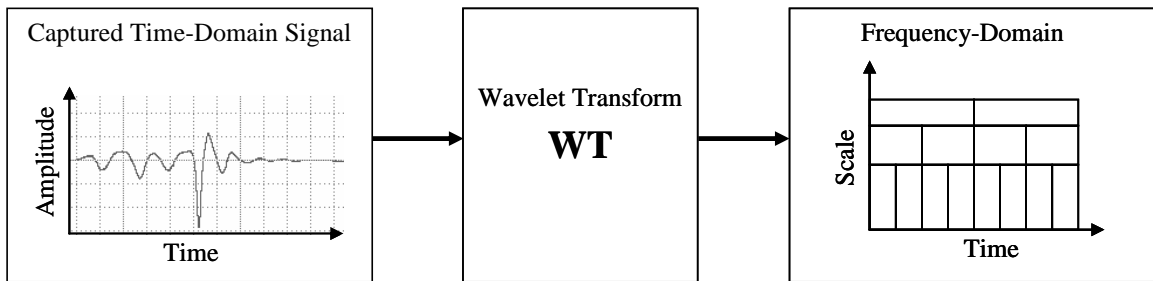 Captured Time-Domain Signal
Amplitude
Time
Wavelet Transform
WT
Frequency-Domain
Scale
Time